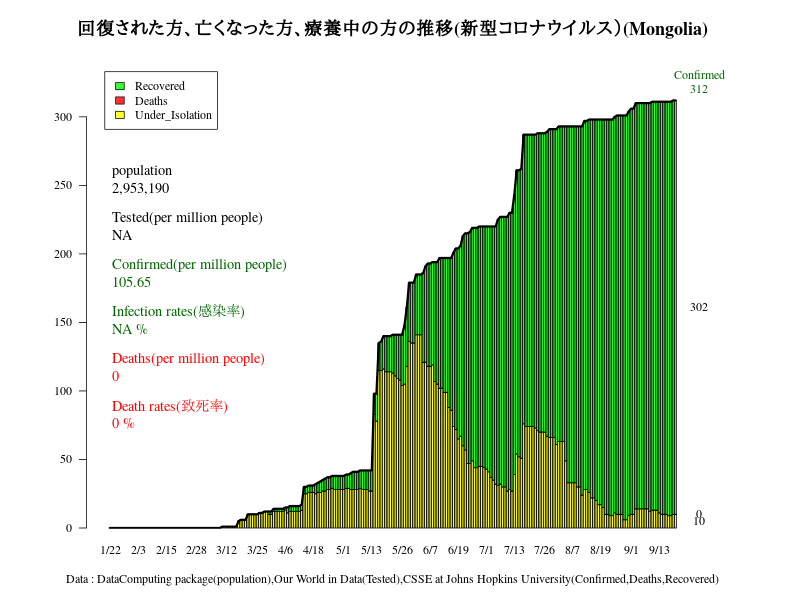 回復された方、亡くなった方、療養中の方の推移(新型コロナウイルス)(Mongolia)
Confirmed
312
Recovered
Deaths
Under_Isolation
population
2,953,190
Tested(per million people)
NA
Confirmed(per million people)
105.65
Infection rates(感染率)
NA %
Deaths(per million people)
0
Death rates(致死率)
0 %
300
250
200
150
100
50
0
302
0
10
1/22 2/3 2/15 2/28 3/12 3/25 4/6 4/18 5/1 5/13 5/26 6/7 6/19 7/1 7/13 7/26 8/7 8/19 9/1 9/13
Data : DataComputing package(population),Our World in Data(Tested),CSSE at Johns Hopkins University(Confirmed,Deaths,Recovered)